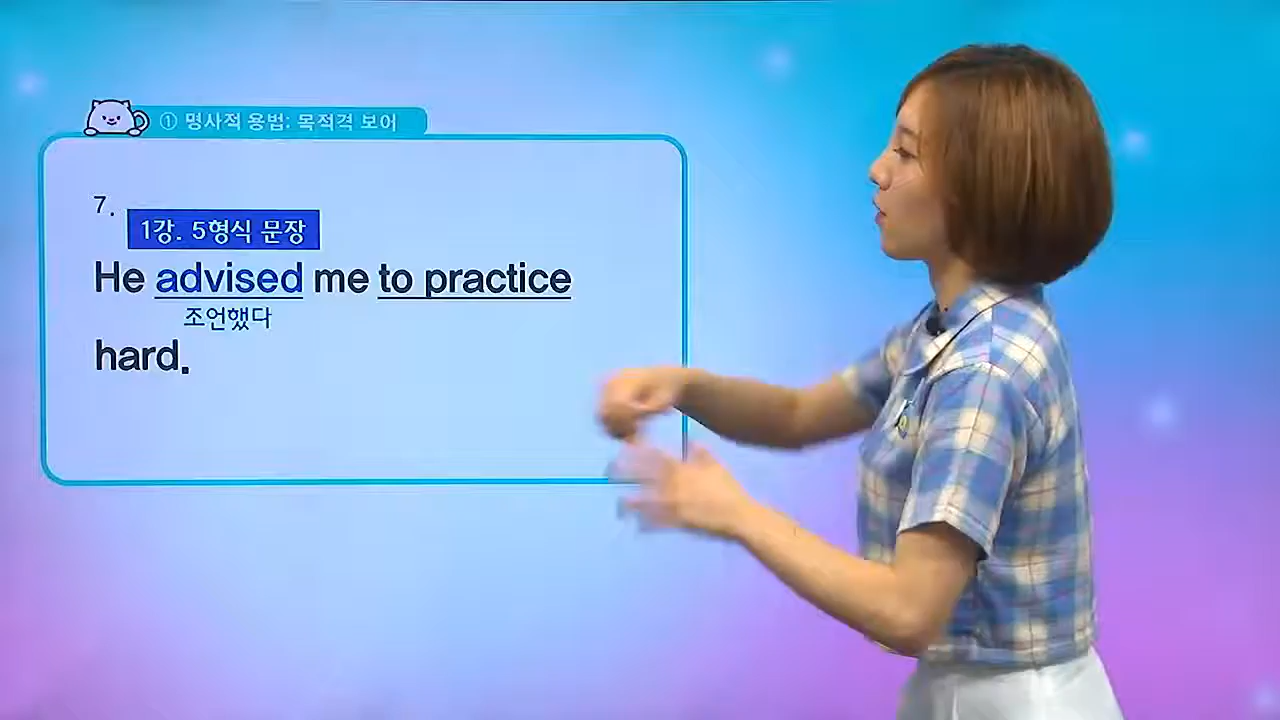 ① 명사적 용법: 목적격 보어
7.
1강. 5형식 문장
He advised me to practice
조언했다
hard.